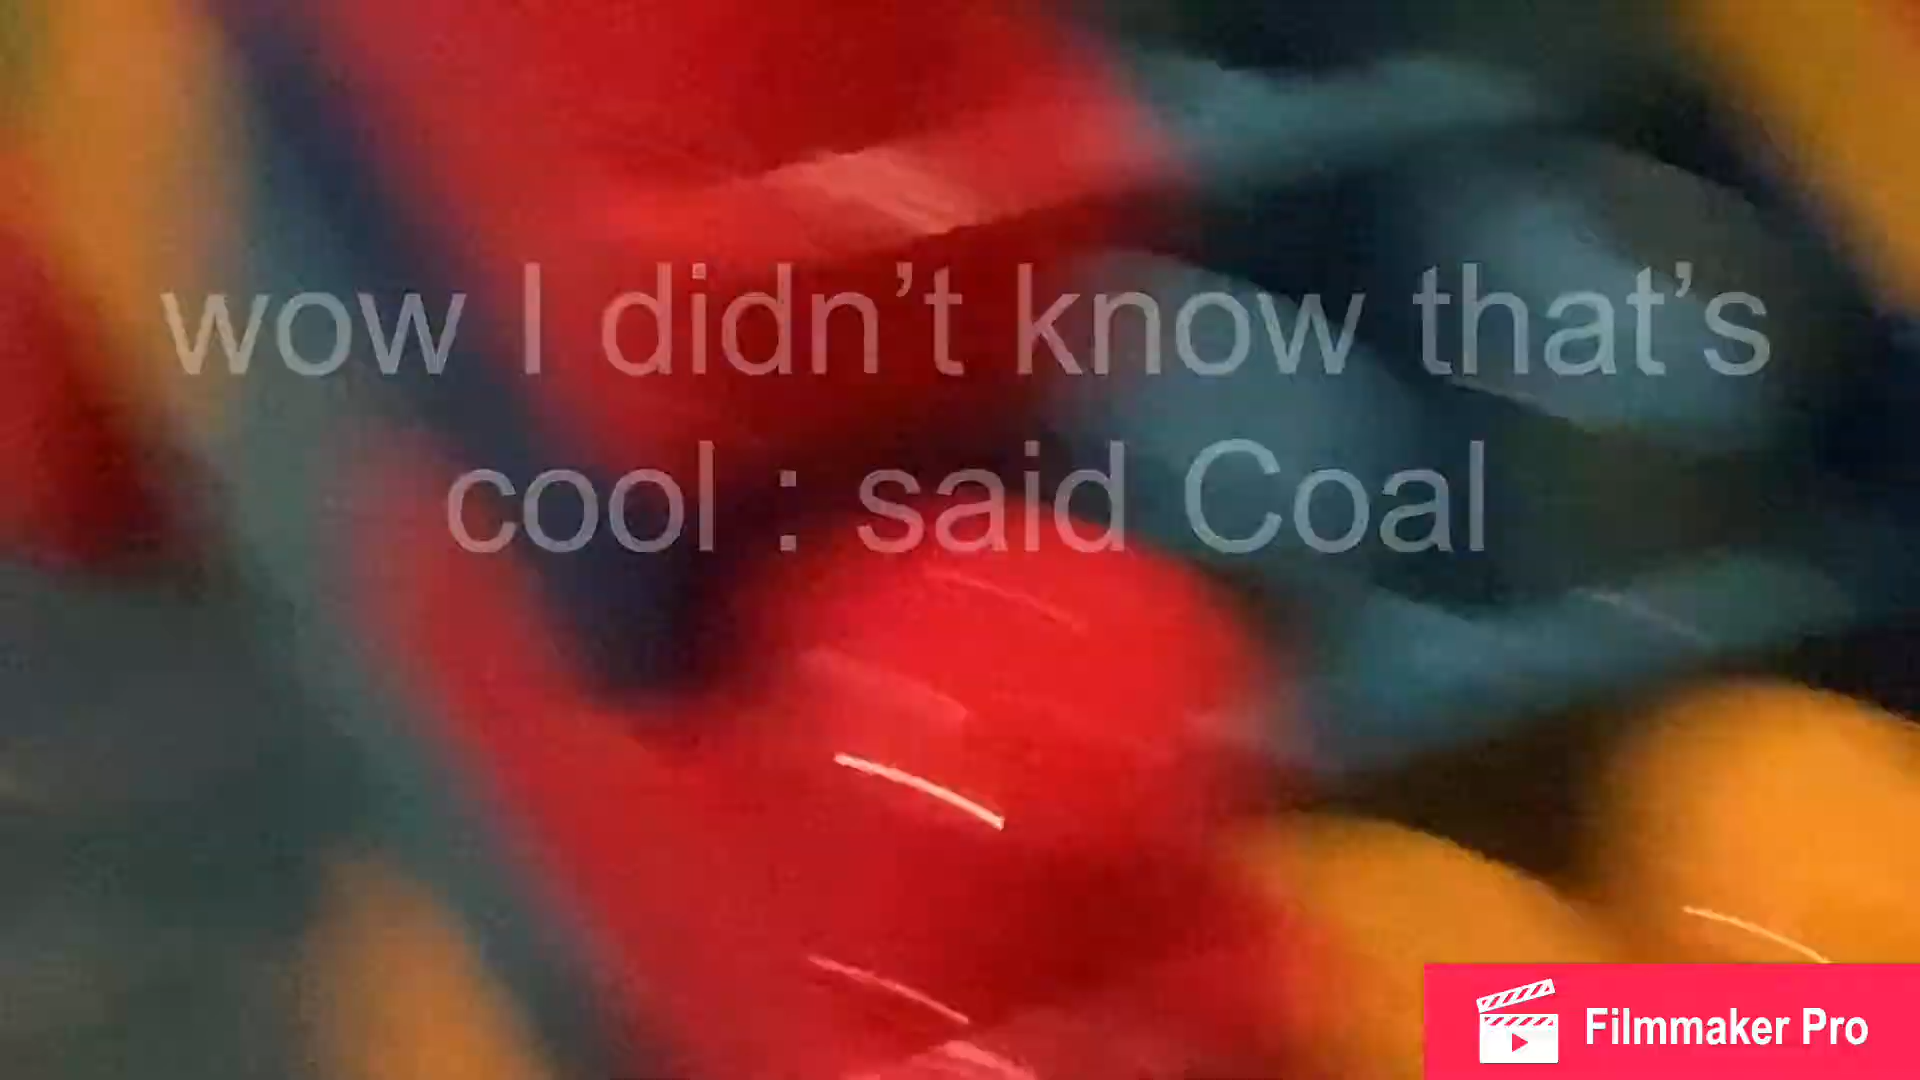 wow I didn’t know that’s
cool : said Coal
Filmmaker Pro